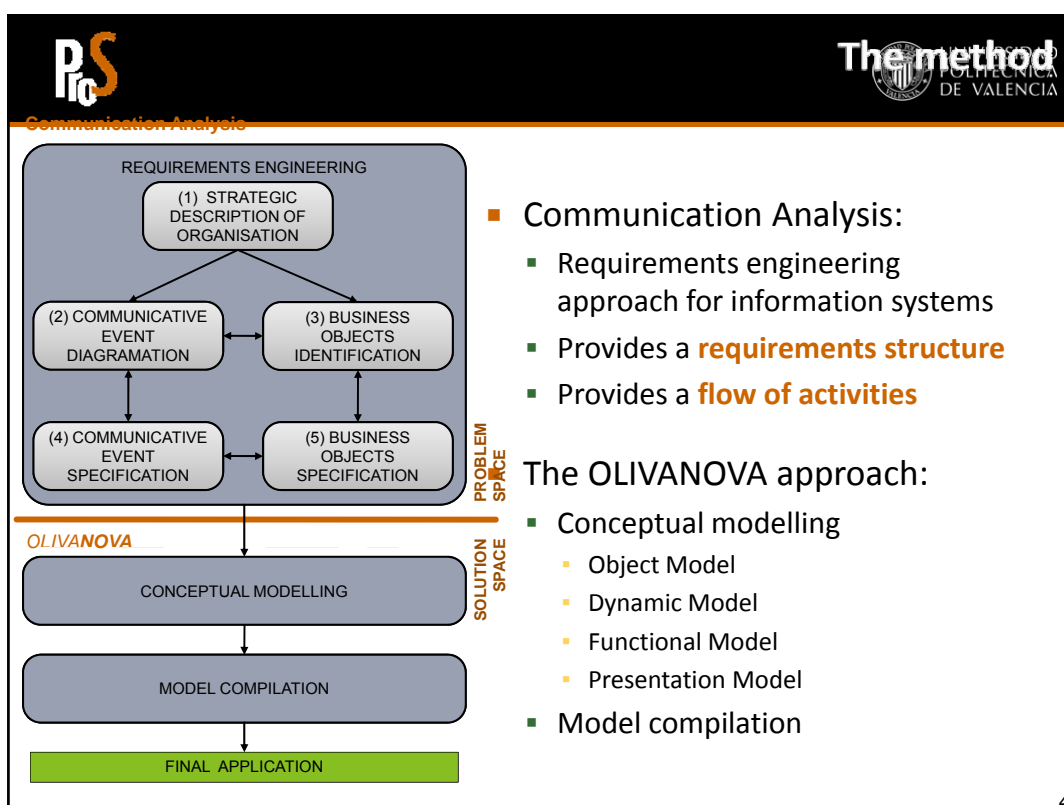 ProS
The method
UNIVERSIDAD
POLITECNICA
DE VALENCIA
Communication Analysis
REQUIREMENTS ENGINEERING
(1) STRATEGIC
DESCRIPTION OF
ORGANISATION
(2) COMMUNICATIVE
EVENT
DIAGRAMATION
(3) BUSINESS
OBJECTS
IDENTIFICATION
(4) COMMUNICATIVE
EVENT
SPECIFICATION
(5) BUSINESS
OBJECTS
SPECIFICATION
PROBLEM
SPACE
OLIVANOVA
SOLUTION
SPACE
CONCEPTUAL MODELLING
MODEL COMPILATION
FINAL APPLICATION
Communication Analysis:
Requirements engineering
approach for information systems
Provides a requirements structure
Provides a flow of activities
The OLIVANOVA approach:
Conceptual modelling
Object Model
Dynamic Model
Functional Model
Presentation Model
Model compilation